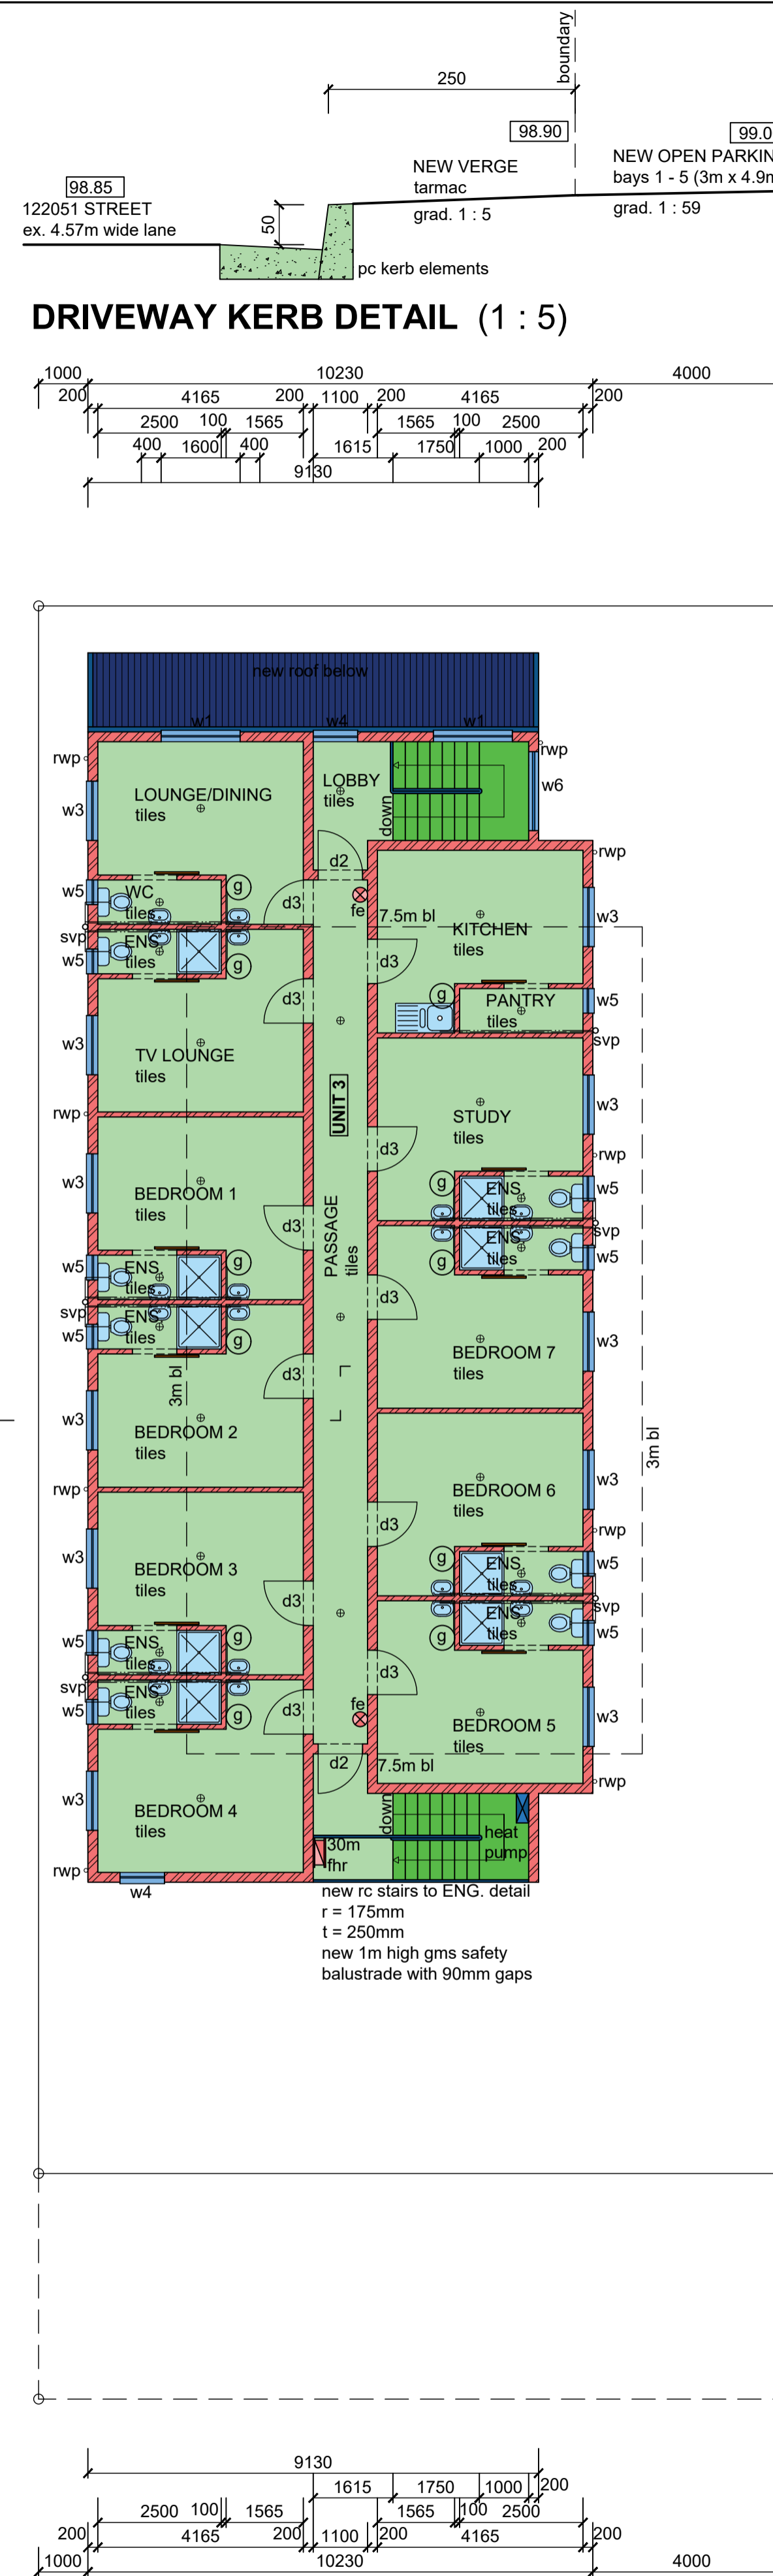 250
boundary
98.90
99.0
98.85
122051 STREET
ex. 4.57m wide lane
50
NEW VERGE
tarmac
grad. 1 : 5
NEW OPEN PARKIN
bays 1 - 5 (3m x 4.9m
grad. 1 : 59
pc kerb elements
DRIVEWAY KERB DETAIL (1 : 5)
1000 10230 4000
200 4165 200 1100 200 4165 200
2500 100 1565 1565 100 2500
400 1600 400 1615 1750 1000 200
9130
new roof below
w1 w4 w1
rwp
rwp
w3
LOUNGE/DINING
tiles
LOBBY
tiles
down
w6
d2
rwp
w5
WC
tiles
g
d3
fe
7.5m bl
KITCHEN
tiles
w3
svp
w5
ENS
tiles
g
d3
d3
g
PANTRY
tiles
w5
svp
w3
TV LOUNGE
tiles
rwp
UNIT 3
STUDY
tiles
w3
d3
rwp
w3
BEDROOM 1
tiles
d3
PASSAGE
tiles
g
ENS
tiles
w5
svp
w5
ENS
tiles
g
g
ENS
tiles
w5
svp
w5
ENS
tiles
g
d3
w3
BEDROOM 7
tiles
3m bl
d3
w3
BEDROOM 2
tiles
3m bl
rwp
BEDROOM 6
tiles
w3
d3
rwp
w3
BEDROOM 3
tiles
d3
g
ENS
tiles
w5
svp
w5
ENS
tiles
g
g
ENS
tiles
w5
svp
w5
ENS
tiles
g
d3
d3
fe
w3
BEDROOM 5
tiles
d2
7.5m bl
rwp
w3
BEDROOM 4
tiles
down
heat
pump
30m
fhr
rwp
w4
new rc stairs to ENG. detail
r = 175mm
t = 250mm
new 1m high gms safety
balustrade with 90mm gaps
9130
1615 1750 1000 200
2500 100 1565 1565 100 2500
200 4165 200 1100 200 4165 200
1000 10230 4000